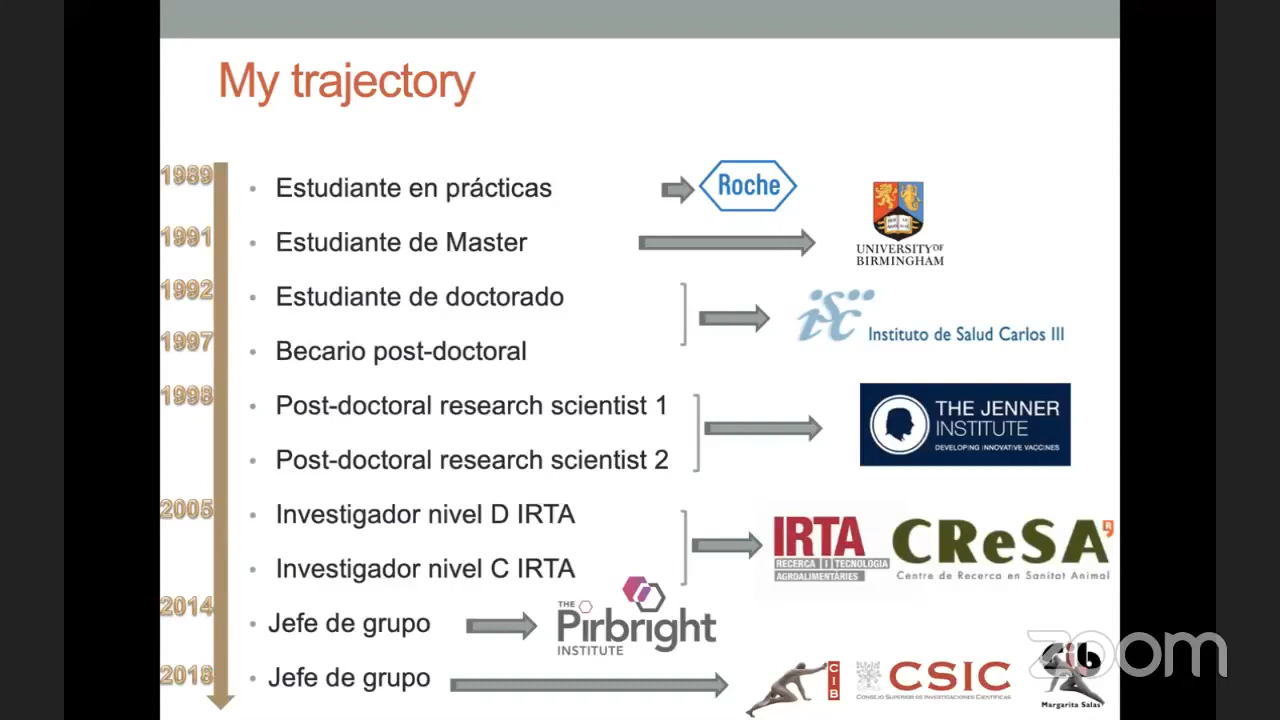 My trajectory
1989
Estudiante en prácticas
Roche
1991
Estudiante de Master
UNIVERSITY OF
BIRMINGHAM
1992
Estudiante de doctorado
isciii
Instituto de Salud Carlos III
1997
Becario post-doctoral
1998
Post-doctoral research scientist 1
THE JENNER
INSTITUTE
DEVELOPING INNOVATIVE VACCINES
Post-doctoral research scientist 2
2005
Investigador nivel D IRTA
IRTA
RECERCA I TECNOLOGIA
AGROALIMENTÀRIES
CReSA
Centre de Recerca en Sanitat Animal
Investigador nivel C IRTA
2014
Jefe de grupo
THE
Pirbright
INSTITUTE
2018
Jefe de grupo
CIB
CSIC
CONSEJO SUPERIOR DE INVESTIGACIONES CIENTÍFICAS
cib
Margarita Salas
zoom